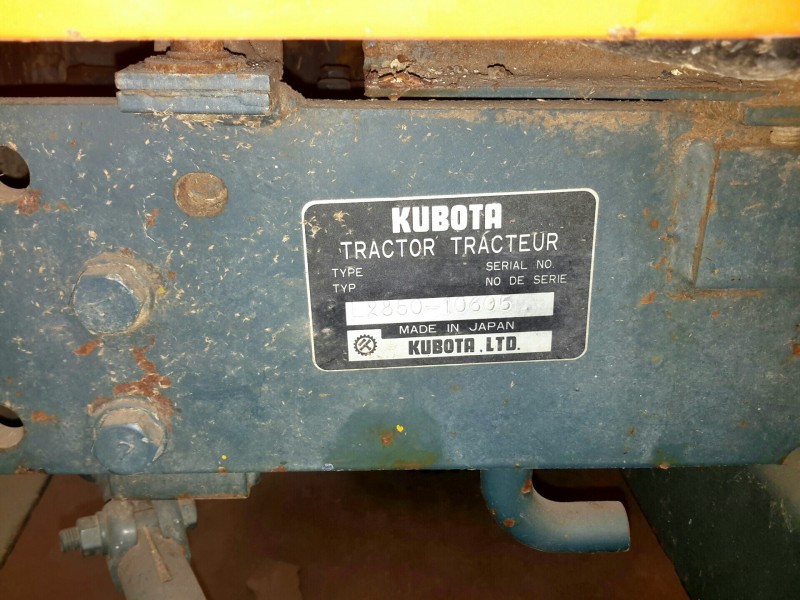 KUBOTA
TRACTOR TRACTEUR
TYPE SERIAL NO
TYP NO DE SERIE
MADE IN JAPAN
KUBOTA.LTD.